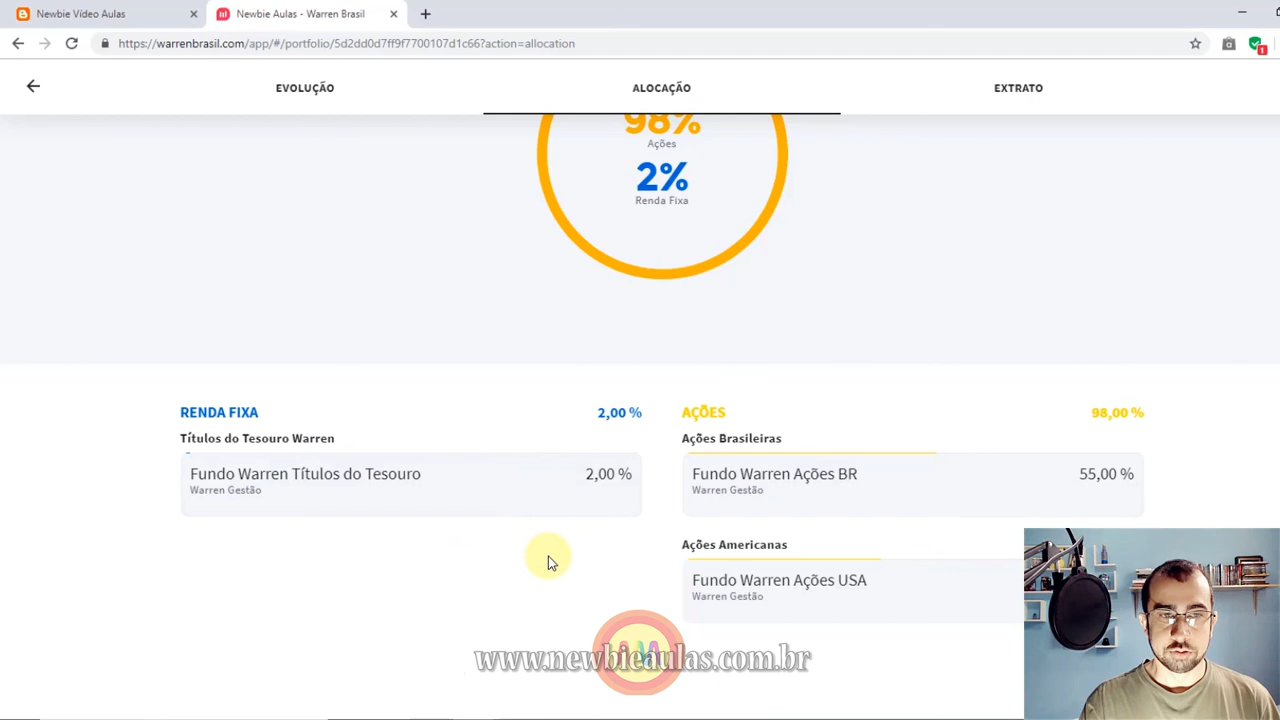 Newbie Vídeo Aulas
Newbie Aulas - Warren Brasil
https://warrenbrasil.com/app/#/portfolio/5d2dd0d7ff9f7700107d1c66?action=allocation
1
EVOLUÇÃO
ALOCAÇÃO
EXTRATO
98%
Ações
2%
Renda Fixa
RENDA FIXA 2,00 %
Títulos do Tesouro Warren
Fundo Warren Títulos do Tesouro 2,00 %
Warren Gestão
AÇÕES 98,00 %
Ações Brasileiras
Fundo Warren Ações BR 55,00 %
Warren Gestão
Ações Americanas
Fundo Warren Ações USA
Warren Gestão
www.newbieaulas.com.br